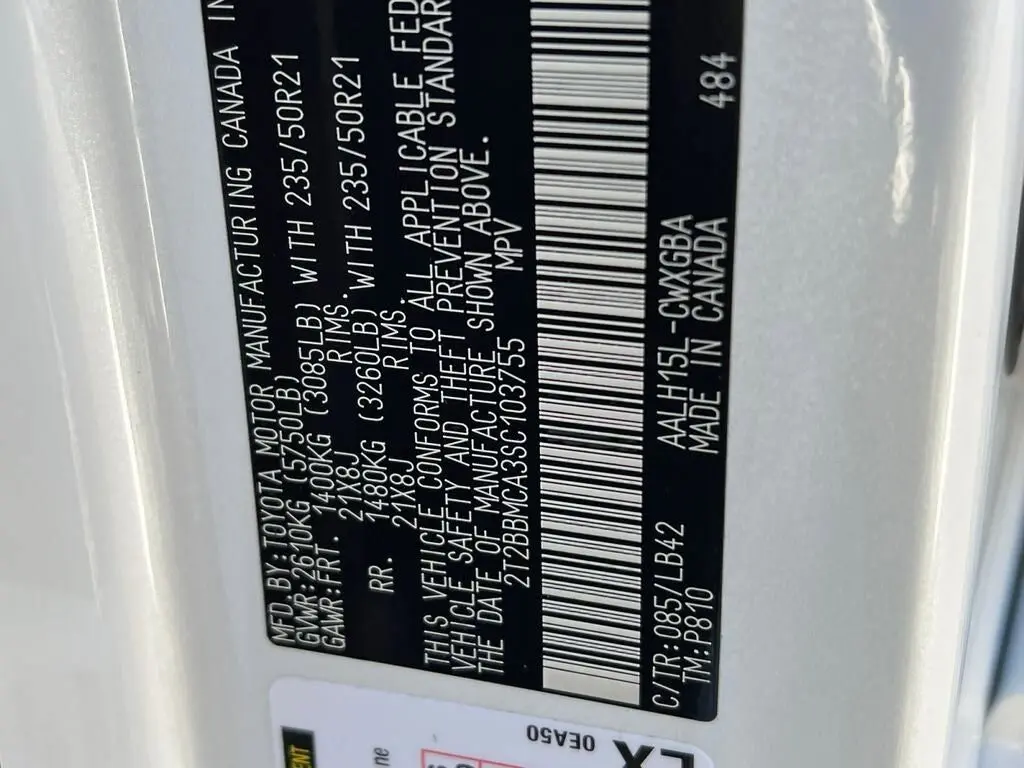 MFD.BY:TOYOTA MOTOR MANUFACTURING CANADA IN
GVWR:2610KG (5750LB)
GAWR:FRT. 1400KG (3085LB) WITH 235/50R21
21X8J RIMS.
RR. 1480KG (3260LB) WITH 235/50R21
21X8J RIMS.
THIS VEHICLE CONFORMS TO ALL APPLICABLE FED
VEHICLE SAFETY AND THEFT PREVENTION STANDAR
THE DATE OF MANUFACTURE SHOWN ABOVE.
2T2BBMCA3SC103755 MPV
C/TR:085/LB42 AALH15L-CWXGBA 484
TM:P810 MADE IN CANADA
0EA50
ENT
ne